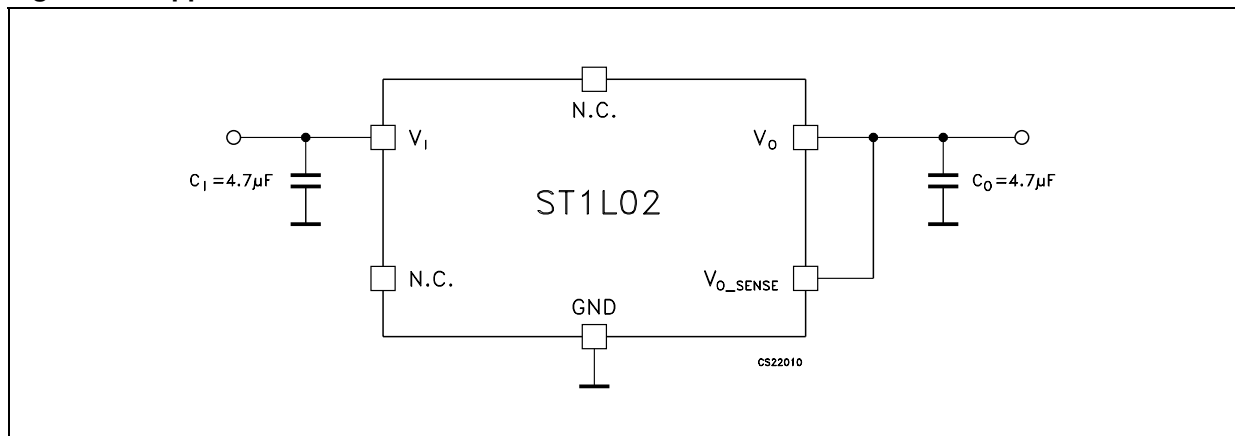 N.C.
V_I
V_O
C_I=4.7µF
C_O=4.7µF
ST1L02
N.C.
V_O_SENSE
GND
CS22010